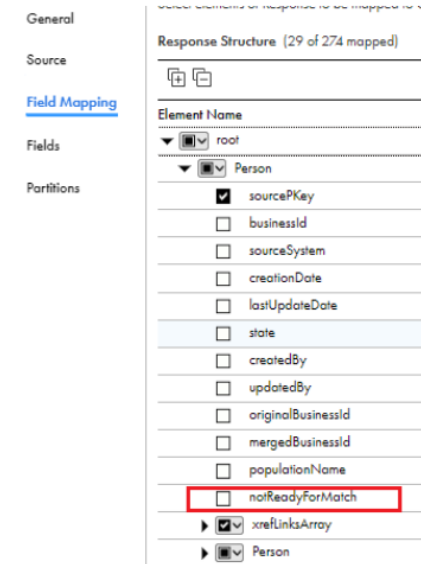 General
Source
Field Mapping
Fields
Partitions
Response Structure (29 of 274 mapped)
Element Name
root
Person
sourcePKey
businessId
sourceSystem
creationDate
lastUpdateDate
state
createdBy
updatedBy
originalBusinessId
mergedBusinessId
populationName
notReadyForMatch
xrefLinksArray
Person